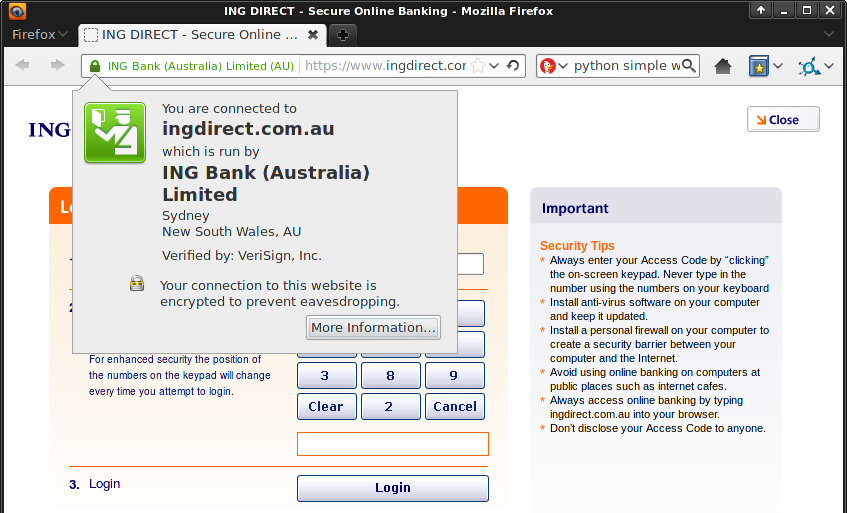 ING DIRECT - Secure Online Banking - Mozilla Firefox
Firefox
ING DIRECT - Secure Online ...
ING Bank (Australia) Limited (AU)
https://www.ingdirect.cor
python simple w
You are connected to
ingdirect.com.au
which is run by
ING Bank (Australia)
Limited
Sydney
New South Wales, AU
Verified by: VeriSign, Inc.
Your connection to this website is
encrypted to prevent eavesdropping.
More Information...
ING
Close
For enhanced security the position of
the numbers on the keypad will change
every time you attempt to login.
3 8 9
Clear 2 Cancel
3. Login
Login
Important
Security Tips
* Always enter your Access Code by “clicking”
the on-screen keypad. Never type in the
number using the numbers on your keyboard
* Install anti-virus software on your computer
and keep it updated.
* Install a personal firewall on your computer to
create a security barrier between your
computer and the Internet.
* Avoid using online banking on computers at
public places such as internet cafes.
* Always access online banking by typing
ingdirect.com.au into your browser.
* Don't disclose your Access Code to anyone.